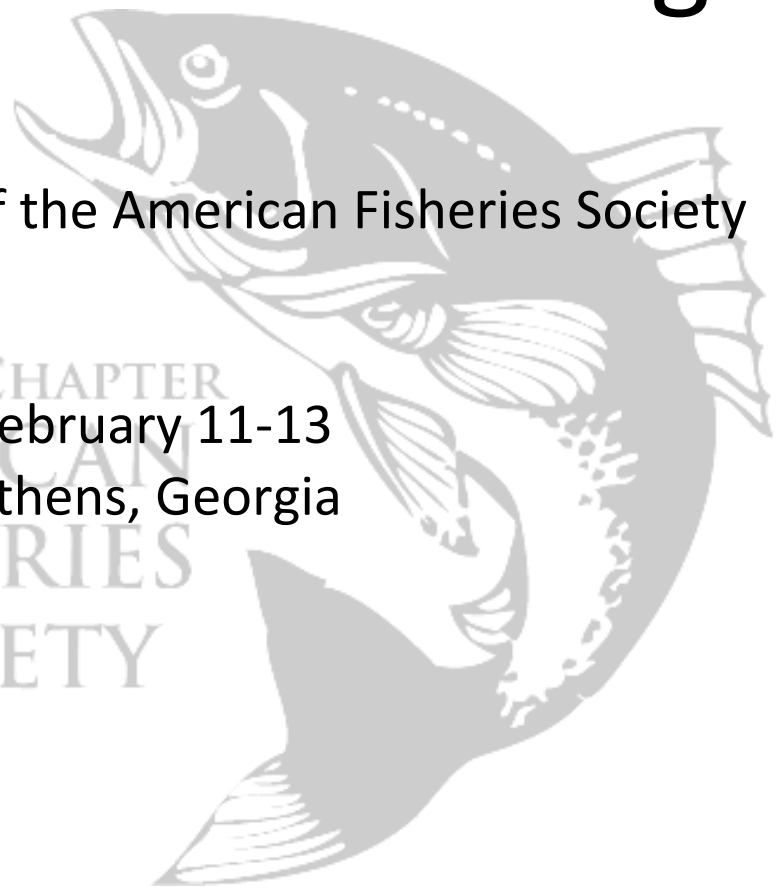 g
f the American Fisheries Society
CHAPTER
ebruary 11-13
CAN
thens, Georgia
RIES
ETY